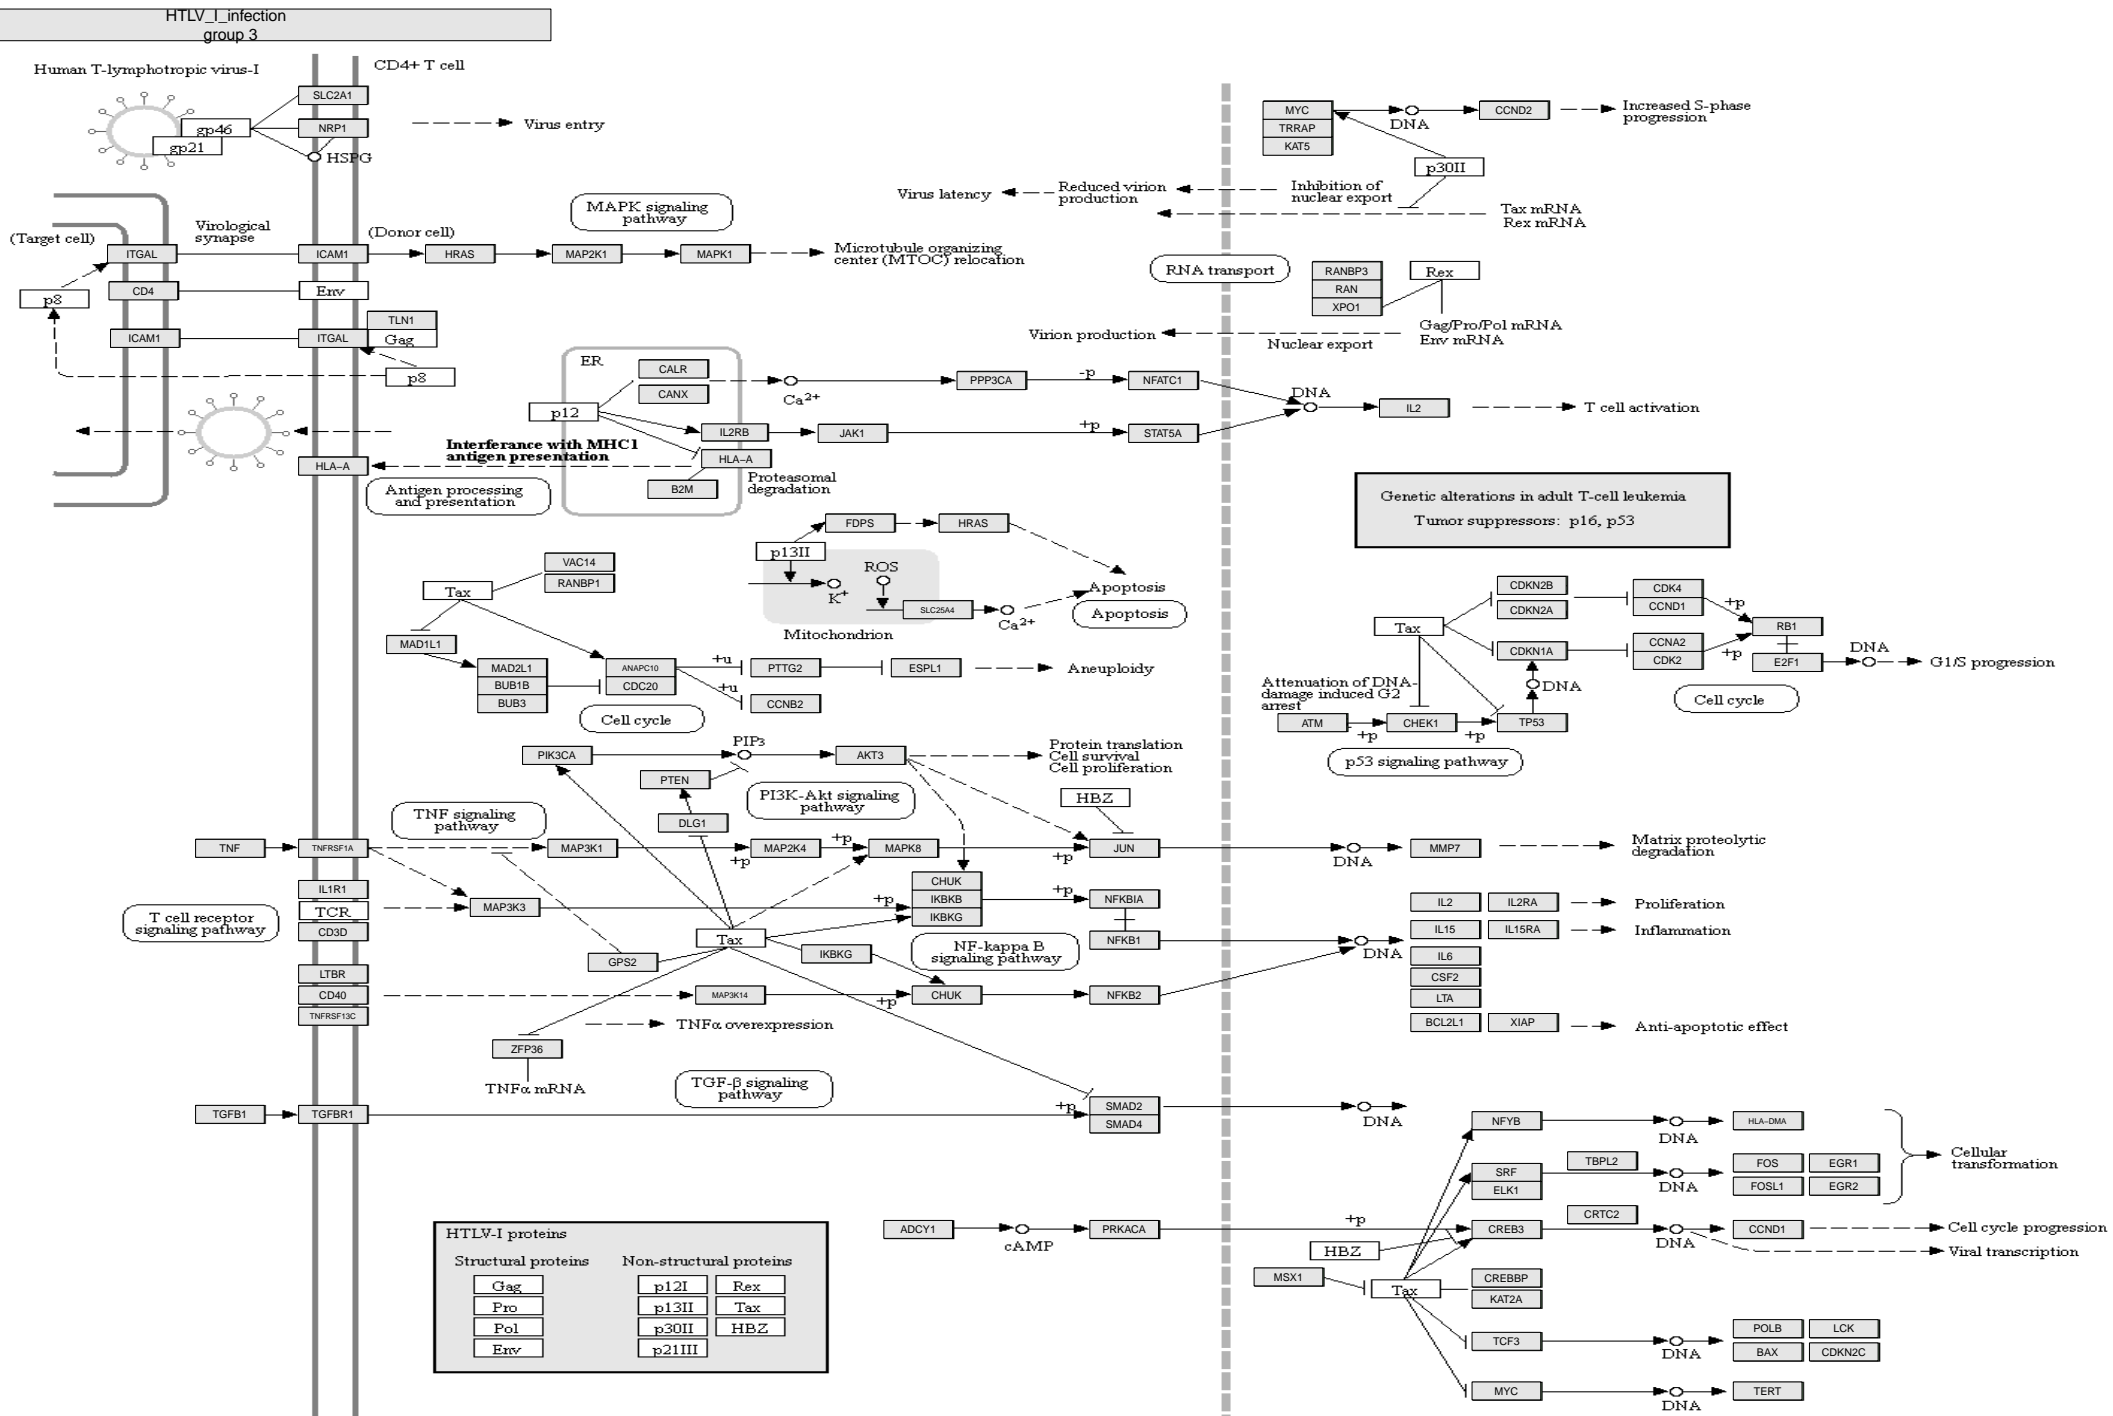 HTLV_I_infection
group 3
Human T-lymphotropic virus-I
CD4+ T cell
SLC2A1
gp46
NRP1
gp21
HSPG
Virus entry
MYC
TRRAP
KAT5
DNA
CCND2
Increased S-phase
progression
p30II
Virus latency
Reduced virion
production
Inhibition of
nuclear export
Tax mRNA
Rex mRNA
MAPK signaling
pathway
(Target cell)
Virological
synapse
(Donor cell)
ITGAL
ICAM1
HRAS
MAP2K1
MAPK1
Microtubule organizing
center (MTOC) relocation
RNA transport
RANBP3
RAN
XPO1
Rex
p8
CD4
Env
TLN1
ICAM1
ITGAL
Gag
p8
Virion production
Nuclear export
Gag/Pro/Pol mRNA
Env mRNA
ER
CALR
CANX
Ca2+
PPP3CA
-p
NFATC1
DNA
IL2
T cell activation
p12
IL2RB
JAK1
+p
STAT5A
Interferance with MHC1
antigen presentation
HLA-A
HLA-A
B2M
Proteasomal
degradation
Antigen processing
and presentation
Genetic alterations in adult T-cell leukemia
Tumor suppressors: p16, p53
FDPS
HRAS
p13II
ROS
K+
SLC25A4
Ca2+
Mitochondrion
Apoptosis
Apoptosis
VAC14
RANBP1
Tax
MAD1L1
MAD2L1
BUB1B
BUB3
ANAPC10
CDC20
+u
+u
PTTG2
CCNB2
ESPL1
Aneuploidy
Cell cycle
Tax
CDKN2B
CDKN2A
CDKN1A
CDK4
CCND1
CCNA2
CDK2
+p
+p
RB1
E2F1
DNA
G1/S progression
DNA
Cell cycle
Attenuation of DNA-
damage induced G2
arrest
ATM
+p
CHEK1
+p
TP53
p53 signaling pathway
PIK3CA
PIP3
AKT3
Protein translation
Cell survival
Cell proliferation
PTEN
PI3K-Akt signaling
pathway
HBZ
TNF signaling
pathway
DLG1
TNF
TNFRSF1A
MAP3K1
+p
MAP2K4
+p
MAPK8
+p
JUN
DNA
MMP7
Matrix proteolytic
degradation
IL1R1
TCR
CD3D
T cell receptor
signaling pathway
MAP3K3
+p
CHUK
IKBKB
IKBKG
+p
NFKBIA
NFKB1
Tax
GPS2
IKBKG
NF-kappa B
signaling pathway
DNA
IL2
IL2RA
Proliferation
IL15
IL15RA
Inflammation
IL6
CSF2
LTA
BCL2L1
XIAP
Anti-apoptotic effect
LTBR
CD40
TNFRSF13C
MAP3K14
+p
CHUK
NFKB2
TNFα overexpression
ZFP36
TNFα mRNA
TGF-β signaling
pathway
TGFB1
TGFBR1
+p
SMAD2
SMAD4
DNA
NFYB
DNA
HLA-DMA
SRF
ELK1
TBPL2
DNA
FOS
EGR1
FOSL1
EGR2
Cellular
transformation
ADCY1
cAMP
PRKACA
+p
CREB3
CRTC2
DNA
CCND1
Cell cycle progression
Viral transcription
HBZ
MSX1
Tax
CREBBP
KAT2A
TCF3
DNA
POLB
LCK
BAX
CDKN2C
MYC
DNA
TERT
HTLV-I proteins
Structural proteins
Non-structural proteins
Gag
p12I
Rex
Pro
p13II
Tax
Pol
p30II
HBZ
Env
p21III